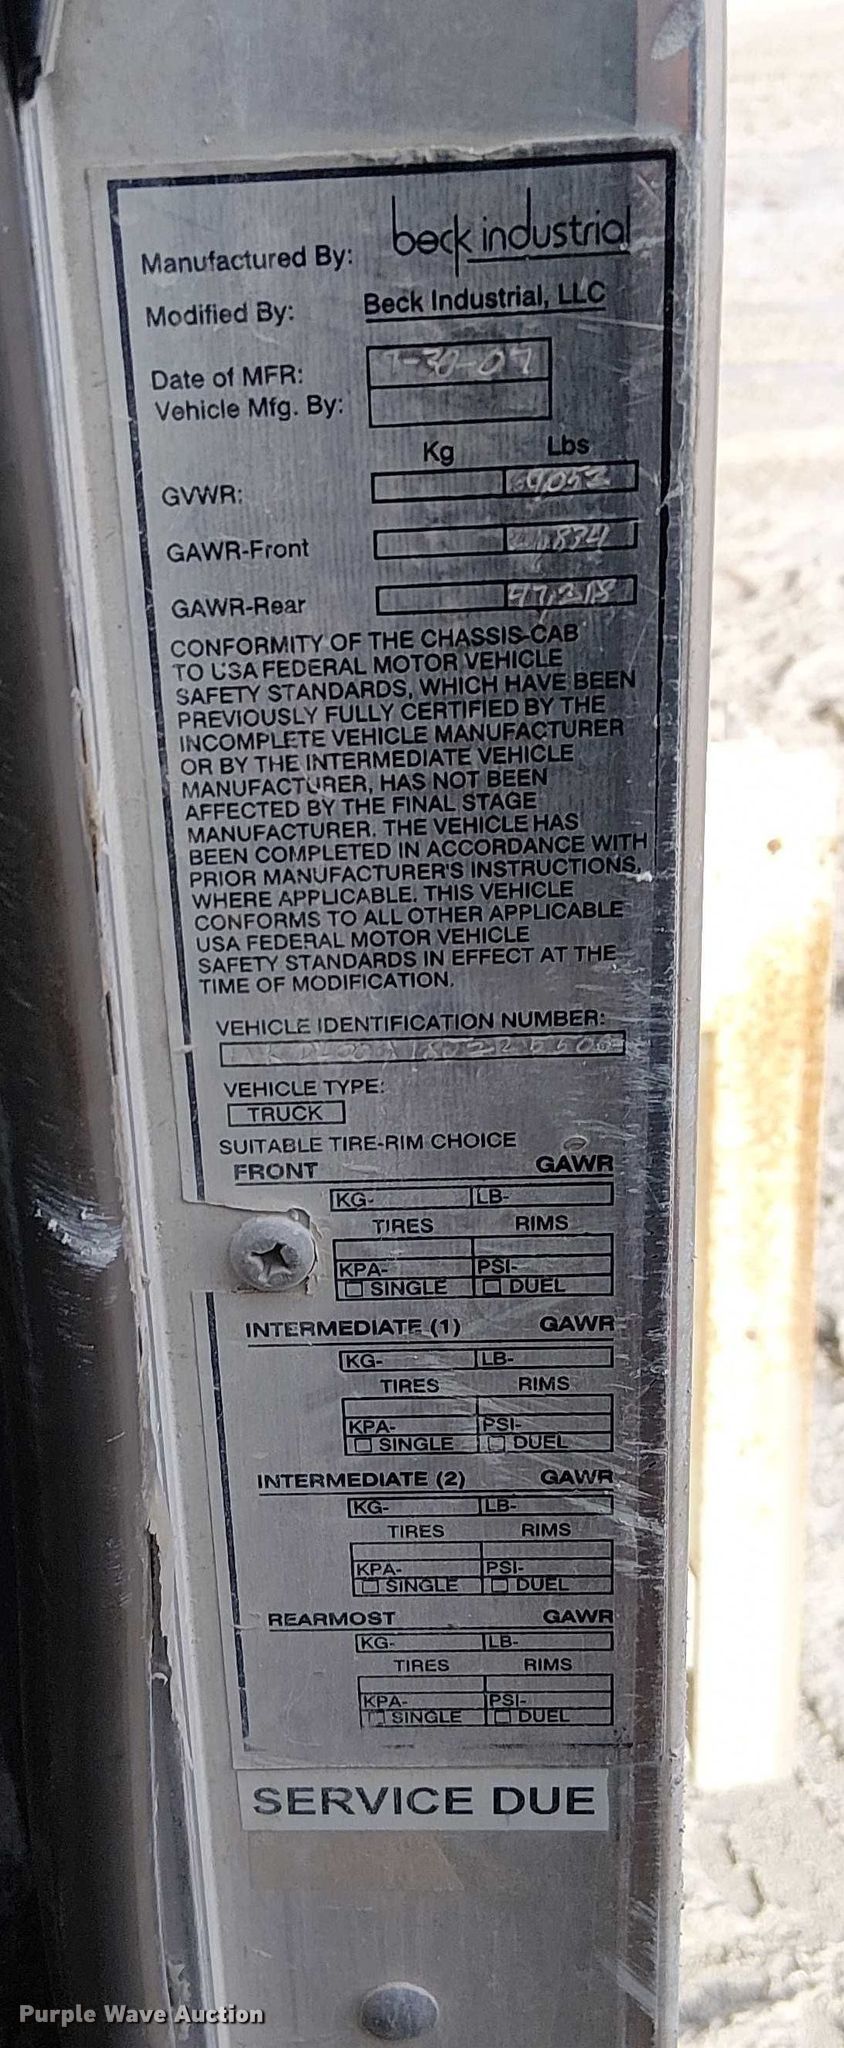 beck industrial
Manufactured By:
Modified By: Beck Industrial, LLC
Date of MFR: 7-30-07
Vehicle Mfg. By:
Kg Lbs
GVWR:
GAWR-Front
GAWR-Rear
CONFORMITY OF THE CHASSIS-CAB
TO USA FEDERAL MOTOR VEHICLE
SAFETY STANDARDS, WHICH HAVE BEEN
PREVIOUSLY FULLY CERTIFIED BY THE
INCOMPLETE VEHICLE MANUFACTURER
OR BY THE INTERMEDIATE VEHICLE
MANUFACTURER, HAS NOT BEEN
AFFECTED BY THE FINAL STAGE
MANUFACTURER. THE VEHICLE HAS
BEEN COMPLETED IN ACCORDANCE WITH
PRIOR MANUFACTURER'S INSTRUCTIONS,
WHERE APPLICABLE. THIS VEHICLE
CONFORMS TO ALL OTHER APPLICABLE
USA FEDERAL MOTOR VEHICLE
SAFETY STANDARDS IN EFFECT AT THE
TIME OF MODIFICATION.
VEHICLE IDENTIFICATION NUMBER:
VEHICLE TYPE:
TRUCK
SUITABLE TIRE-RIM CHOICE
FRONT GAWR
KG- LB-
TIRES RIMS
KPA- PSI-
SINGLE DUEL
INTERMEDIATE (1) GAWR
KG- LB-
TIRES RIMS
KPA- PSI-
SINGLE DUEL
INTERMEDIATE (2) GAWR
KG- LB-
TIRES RIMS
KPA- PSI-
SINGLE DUEL
REARMOST GAWR
KG- LB-
TIRES RIMS
KPA- PSI-
SINGLE DUEL
SERVICE DUE
Purple Wave Auction